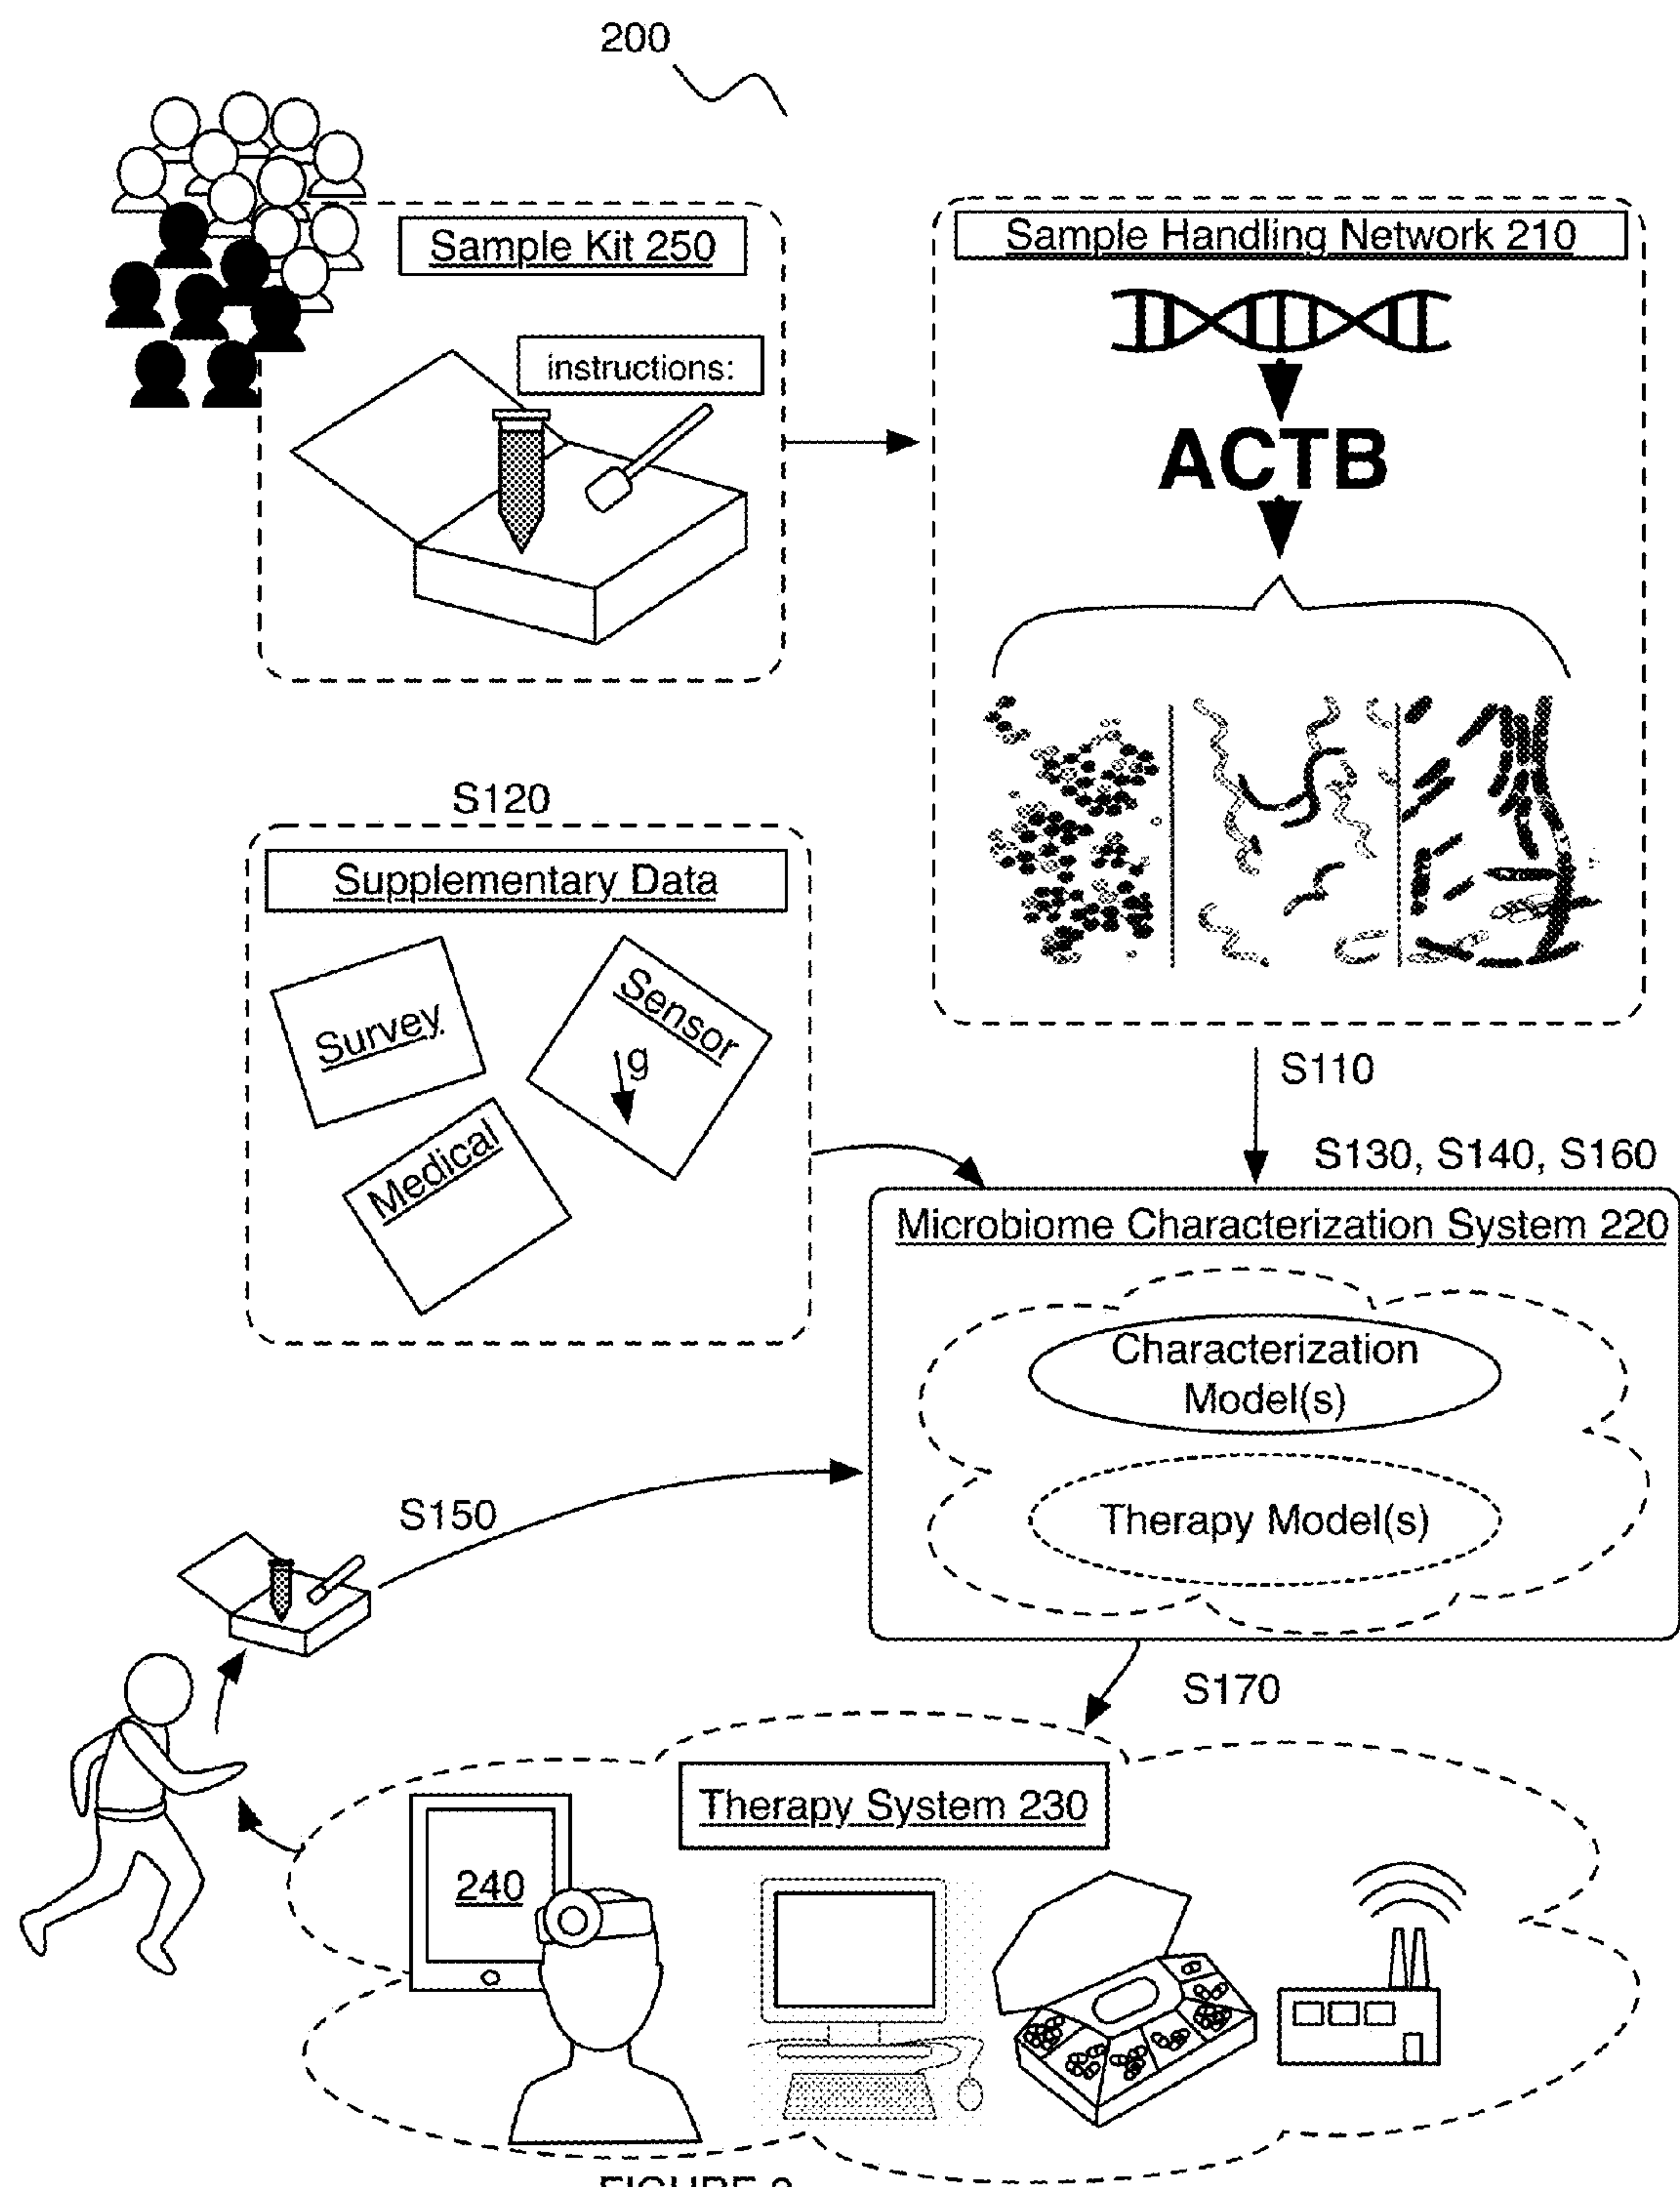 200
Sample Kit 250
instructions:
Sample Handling Network 210
ACTB
S120
Supplementary Data
Survey
Sensor
g
Medical
S110
S130, S140, S160
Microbiome Characterization System 220
Characterization
Model(s)
Therapy Model(s)
S150
S170
Therapy System 230
240